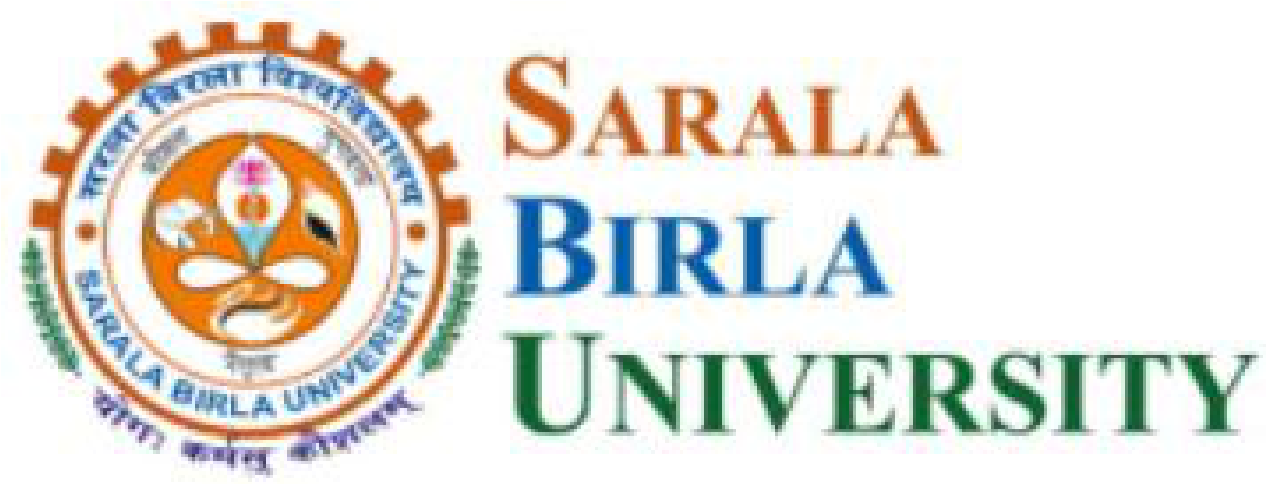 सरला बिरला विश्वविद्यालय
SARALA BIRLA UNIVERSITY
योगः कर्मसु कौशलम्
SARALA
BIRLA
UNIVERSITY